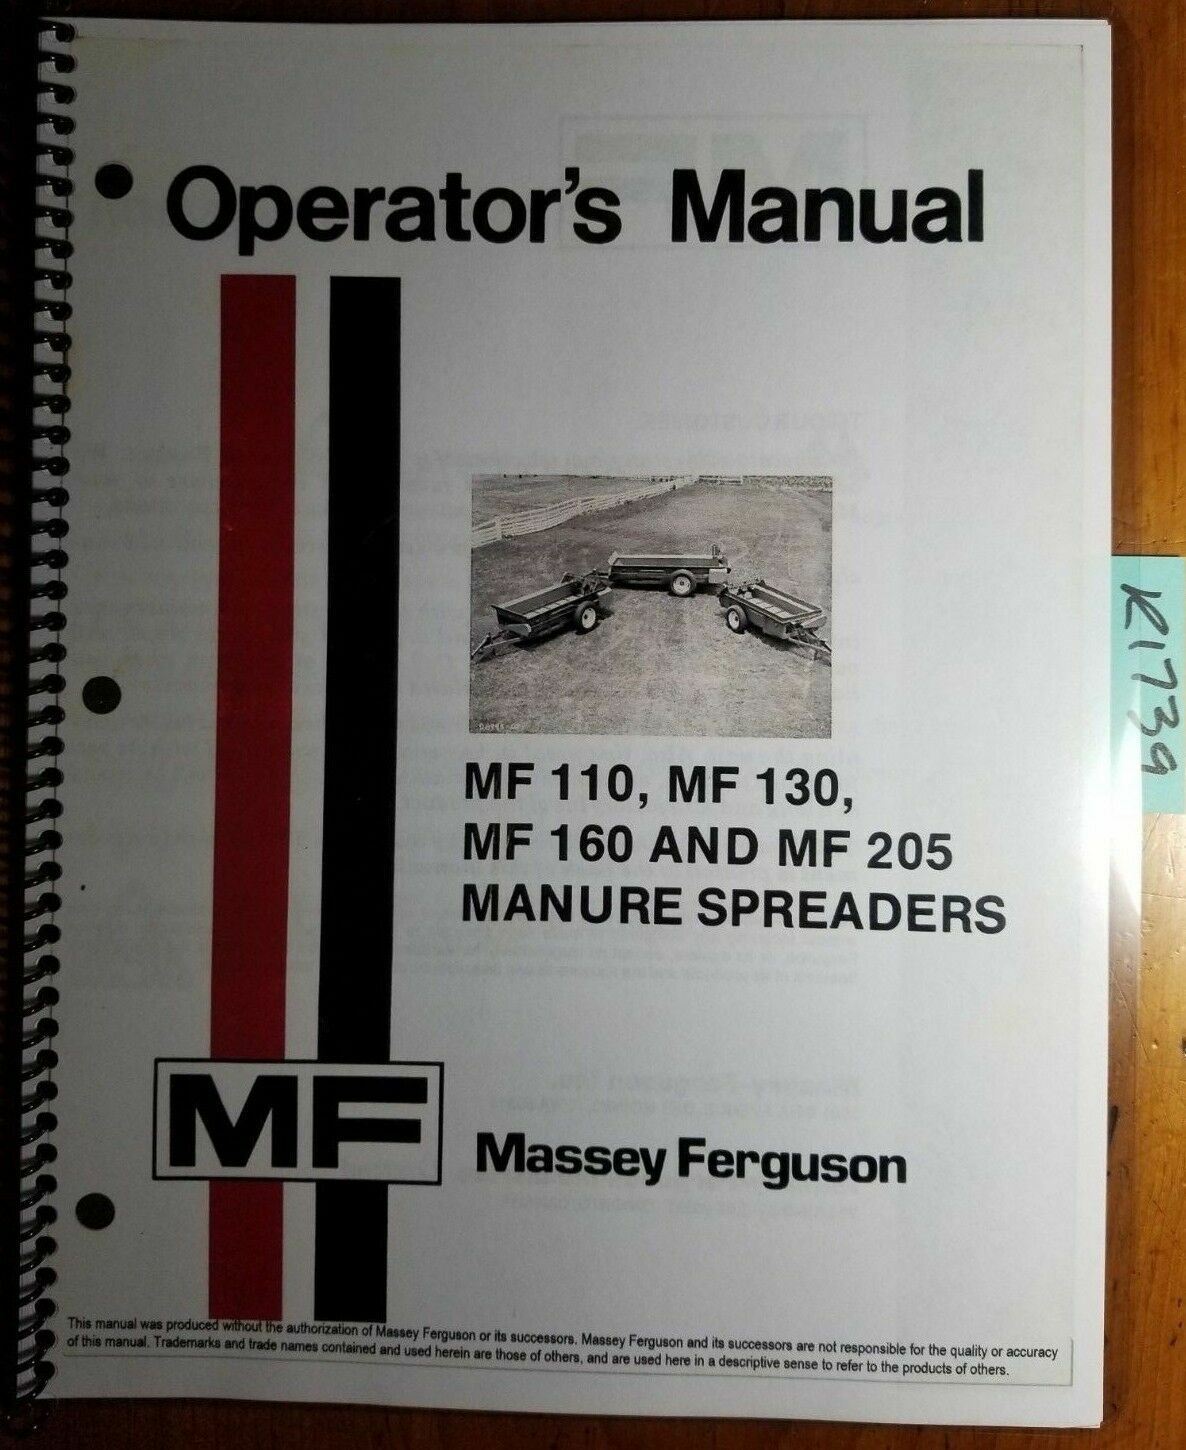 Operator's Manual
MF 110, MF 130,
MF 160 AND MF 205
MANURE SPREADERS
MF
Massey Ferguson
This manual was produced without the authorization of Massey Ferguson or its successors. Massey Ferguson and its successors are not responsible for the quality or accuracy
of this manual. Trademarks and trade names contained and used herein are those of others, and are used here in a descriptive sense to refer to the products of others.
K1739